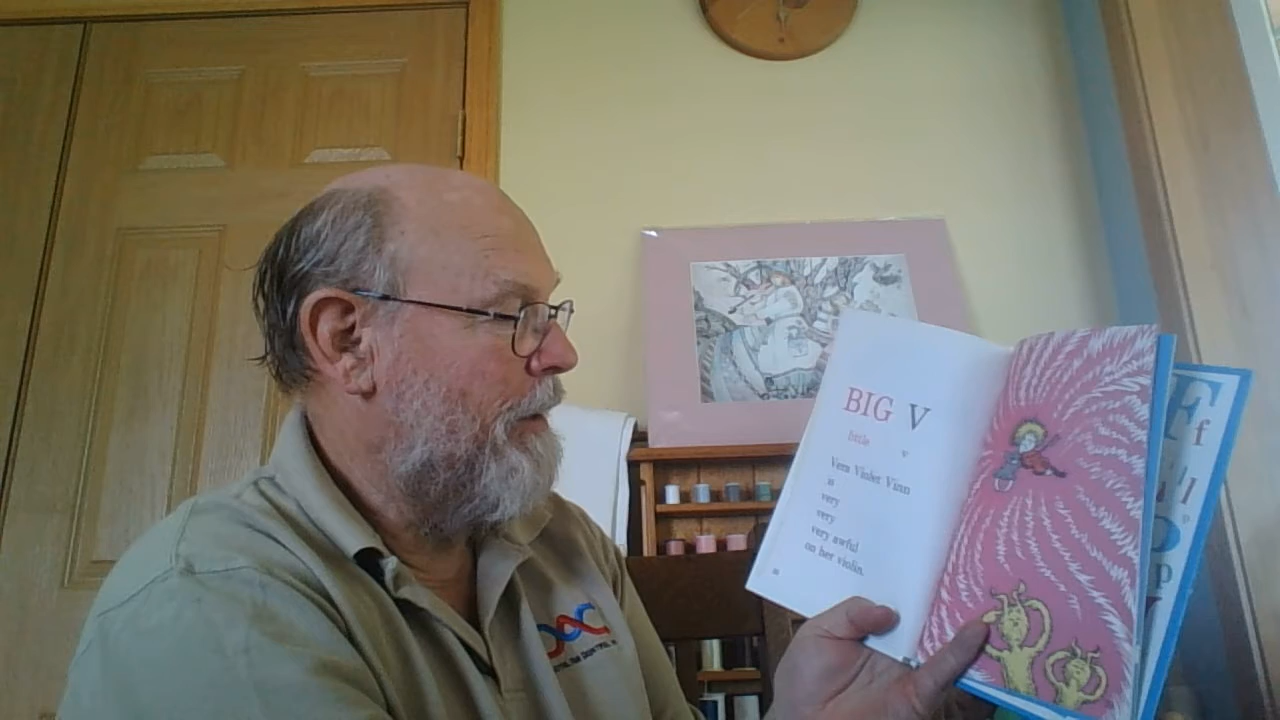 BIG V
little v
Vera Violet Vinn
is
very
very
very awful
on her violin.
F f
l
p